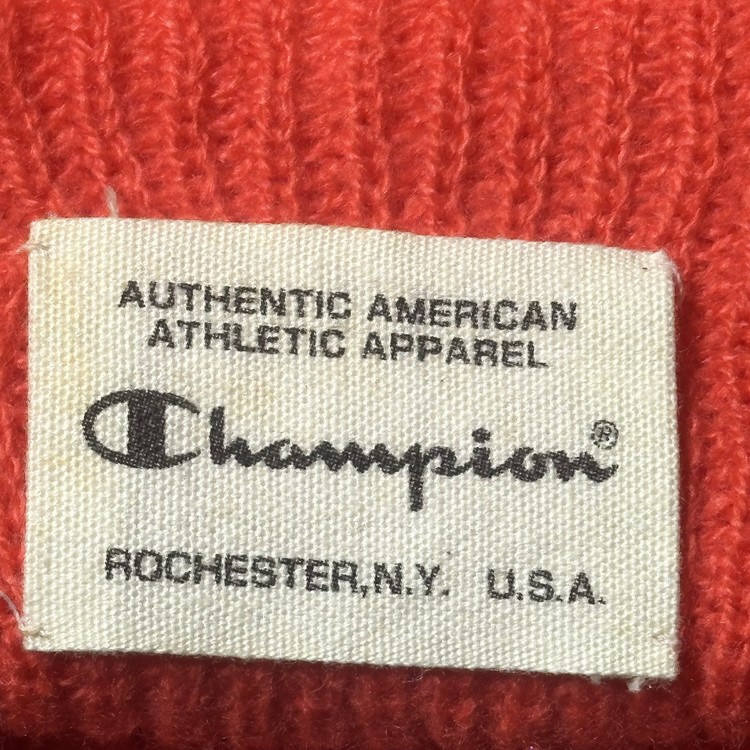 AUTHENTIC AMERICAN
ATHLETIC APPAREL
Champion®
ROCHESTER, N.Y. U.S.A.